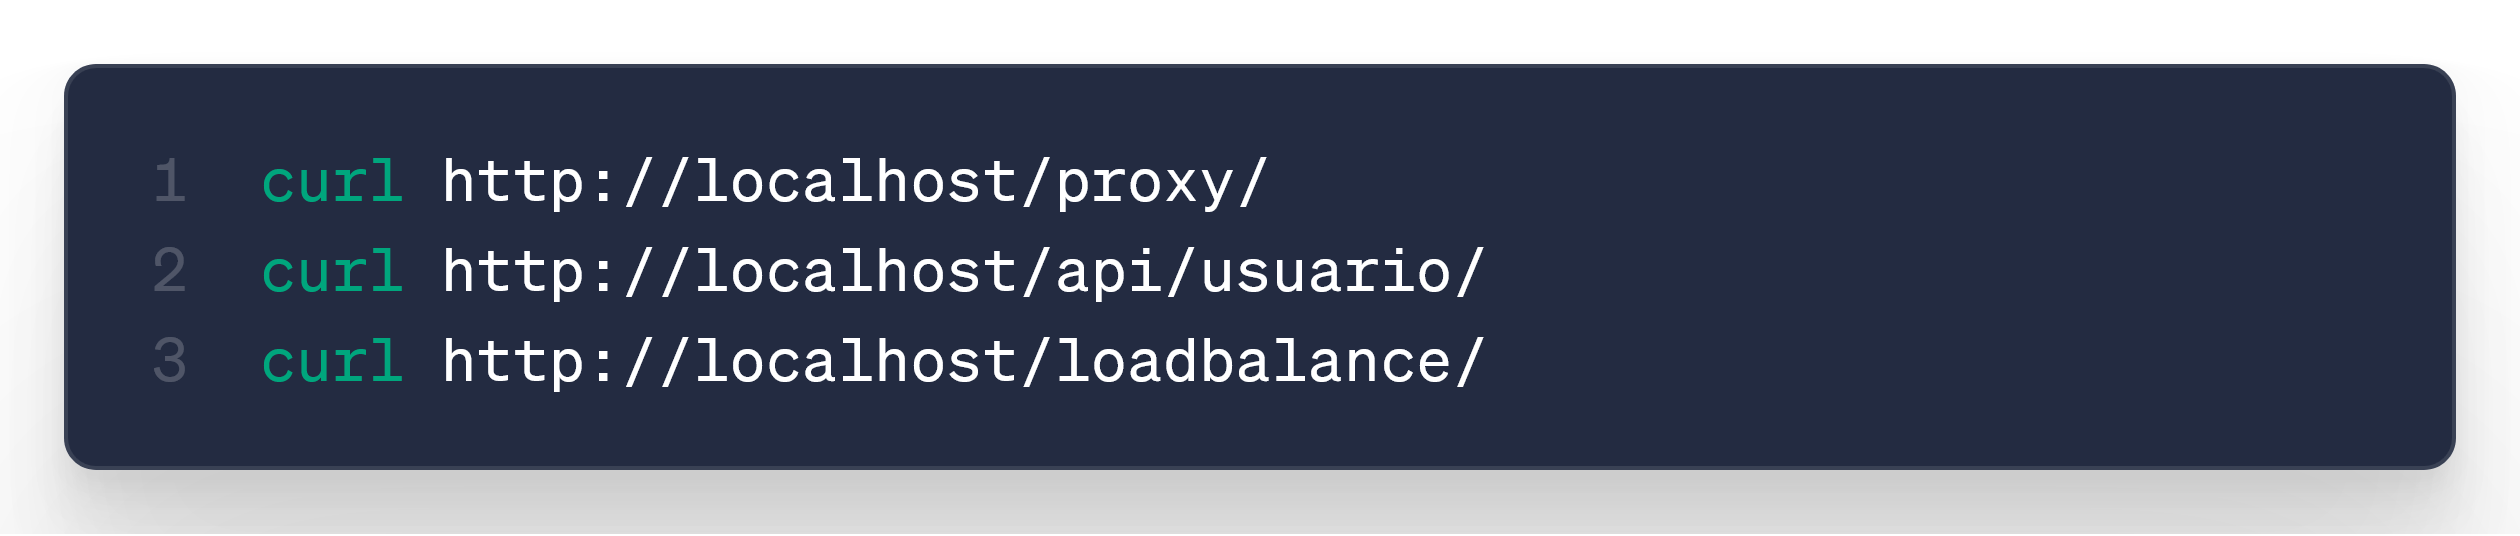 1 curl http://localhost/proxy/
2 curl http://localhost/api/usuario/
3 curl http://localhost/loadbalance/